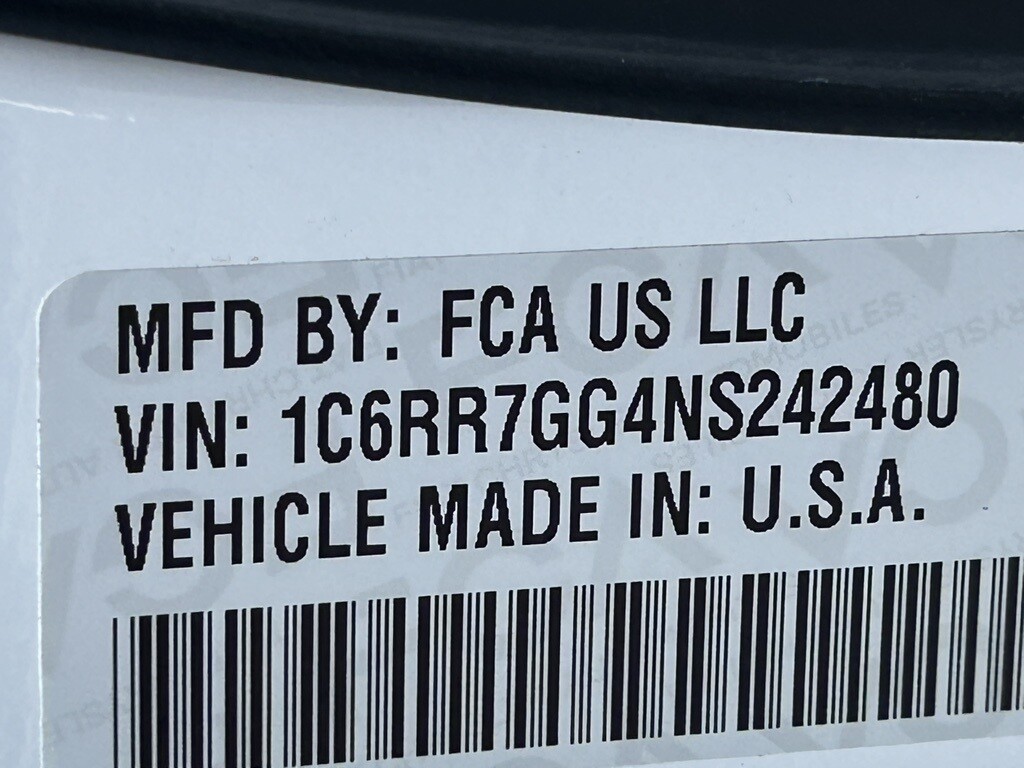 MFD BY: FCA US LLC
VIN: 1C6RR7GG4NS242480
VEHICLE MADE IN: U.S.A.